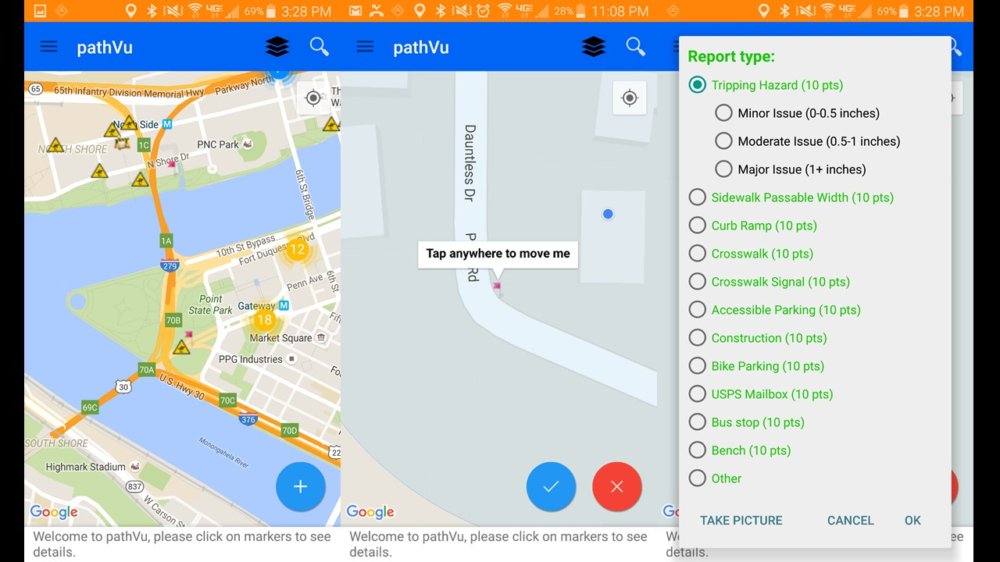 4G
69%
3:28 PM
pathVu
65
65th Infantry Division Memorial Hwy
Parkway North
North Side
M
NORTH SHORE
1C
PNC Park
N Shore Dr
6th St Bridge
1A
279
10th St Bypass
Fort Duquesne Blvd
12
Penn Ave
6th St
Point
State Park
Gateway
M
70B
18
Market Square
PPG Industries
70A
30
U.S. Hwy 30
70C
69C
376
70D
22
SOUTH SHORE
Monongahela River
Highmark Stadium
837
W Carson St
Google
Welcome to pathVu, please click on markers to see
details.
4G
28%
11:08 PM
pathVu
Dauntless Dr
Rd
Tap anywhere to move me
Google
Welcome to pathVu, please click on markers to see
details.
4G
69%
3:28 PM
Report type:
Tripping Hazard (10 pts)
Minor Issue (0-0.5 inches)
Moderate Issue (0.5-1 inches)
Major Issue (1+ inches)
Sidewalk Passable Width (10 pts)
Curb Ramp (10 pts)
Crosswalk (10 pts)
Crosswalk Signal (10 pts)
Accessible Parking (10 pts)
Construction (10 pts)
Bike Parking (10 pts)
USPS Mailbox (10 pts)
Bus stop (10 pts)
Bench (10 pts)
Other
TAKE PICTURE
CANCEL
OK
details.